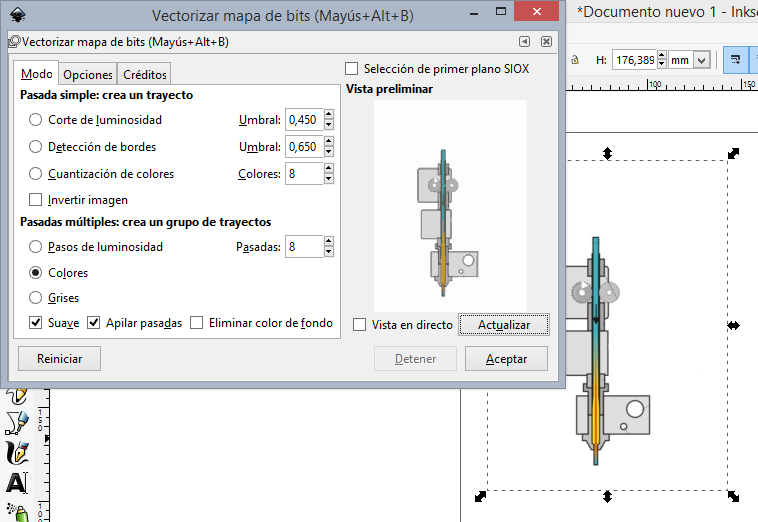 Vectorizar mapa de bits (Mayús+Alt+B)
*Documento nuevo 1 - Inksc
Vectorizar mapa de bits (Mayús+Alt+B)
H: 176,389 mm
Modo Opciones Créditos
Selección de primer plano SIOX
Pasada simple: crea un trayecto
Vista preliminar
Corte de luminosidad Umbral: 0,450
Detección de bordes Umbral: 0,650
Cuantización de colores Colores: 8
Invertir imagen
Pasadas múltiples: crea un grupo de trayectos
Pasos de luminosidad Pasadas: 8
Colores
Grises
Suave Apilar pasadas Eliminar color de fondo
Vista en directo Actualizar
Reiniciar
Detener Aceptar
100
150
150
100